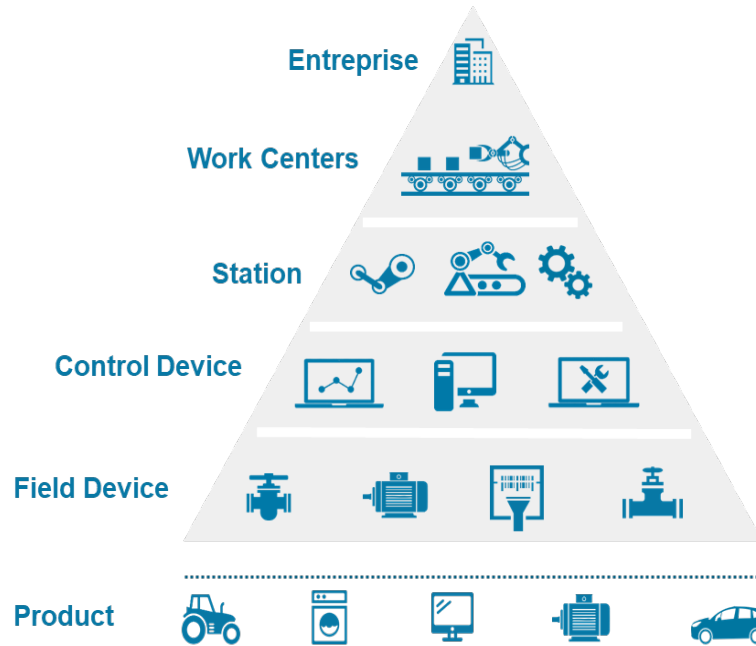 Entreprise
Work Centers
Station
Control Device
Field Device
Product